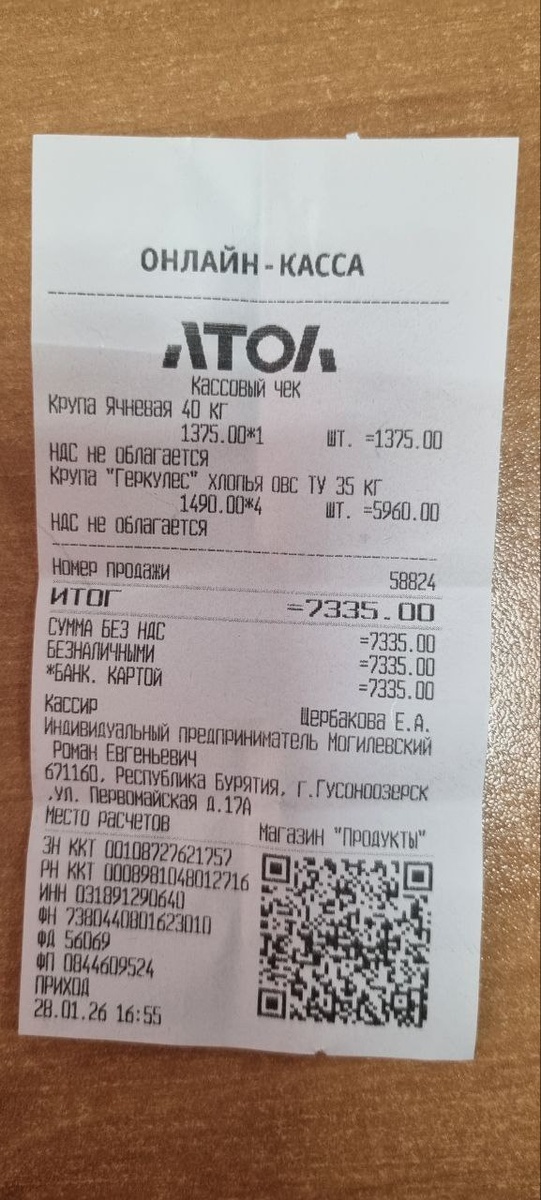 ОНЛАЙН-КАССА
АТОЛ
Кассовый чек
Крупа Ячневая 40 кг
1375.00*1 шт. =1375.00
НДС не облагается
Крупа "Геркулес" хлопья овс ТУ 35 кг
1490.00*4 шт. =5960.00
НДС не облагается
Номер продажи 58824
ИТОГ =7335.00
СУММА БЕЗ НДС =7335.00
БЕЗНАЛИЧНЫМИ =7335.00
*БАНК. КАРТОЙ =7335.00
Кассир Щербакова Е.А.
Индивидуальный предприниматель Могилевский
Роман Евгеньевич
671160, Республика Бурятия, г.Гусоноозерск
,ул. Первомайская д.17А
Место расчетов Магазин "Продукты"
ЗН ККТ 00108727621757
РН ККТ 0008981048012716
ИНН 031891290640
ФН 7380440801623010
ФД 56069
ФП 0844609524
ПРИХОД
28.01.26 16:55